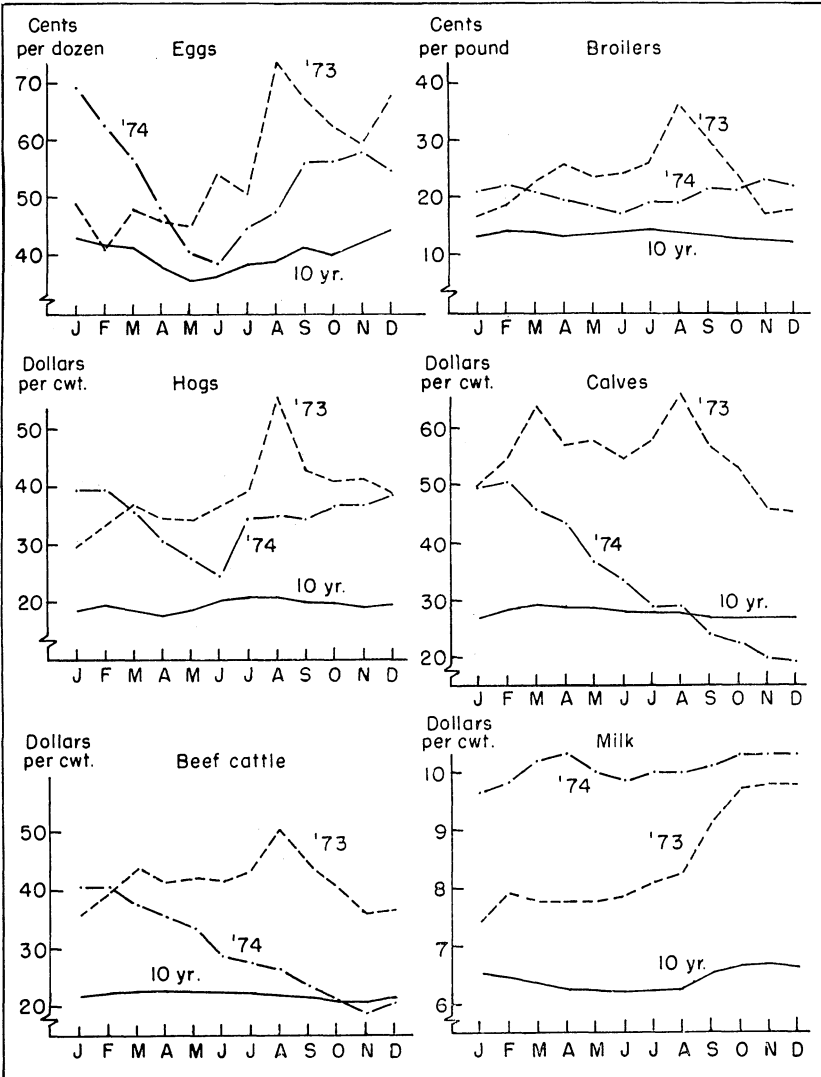 Cents
per dozen
Eggs
70
60
50
40
'73
'74
10 yr.
J F M A M J J A S O N D
Cents
per pound
Broilers
40
30
20
10
'73
'74
10 yr.
J F M A M J J A S O N D
Dollars
per cwt.
Hogs
50
40
30
20
'73
'74
10 yr.
J F M A M J J A S O N D
Dollars
per cwt.
Calves
60
50
40
30
20
'73
'74
10 yr.
J F M A M J J A S O N D
Dollars
per cwt.
Beef cattle
50
40
30
20
'73
'74
10 yr.
J F M A M J J A S O N D
Dollars
per cwt.
Milk
10
9
8
7
6
'74
'73
10 yr.
J F M A M J J A S O N D